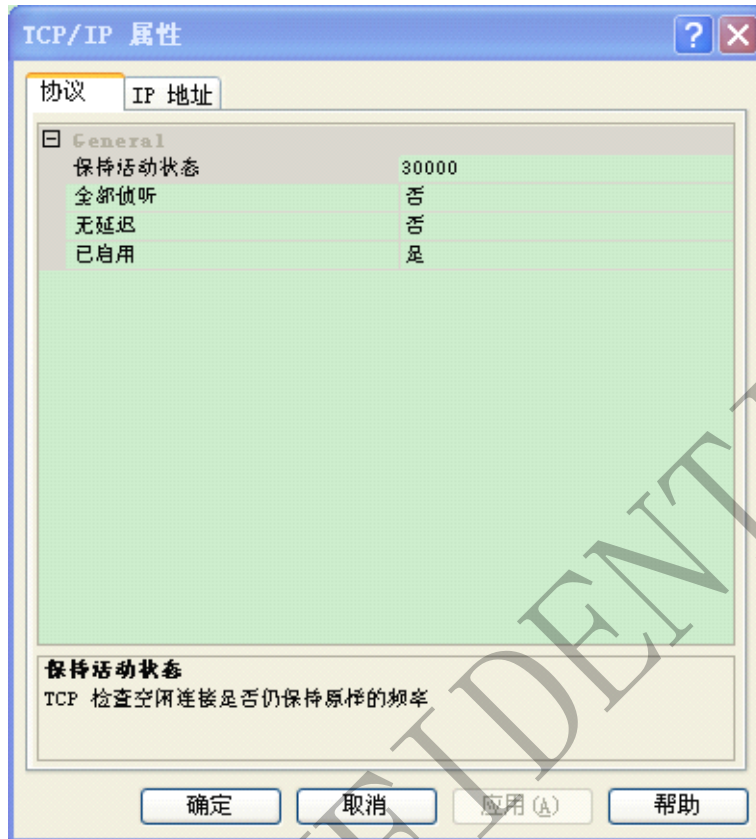 TCP/IP 属性
协议
IP 地址
General
保持活动状态 30000
全部侦听 否
无延迟 否
已启用 是
保持活动状态
TCP 检查空闲连接是否仍保持原样的频率
确定 取消 应用(A) 帮助
FIDENT